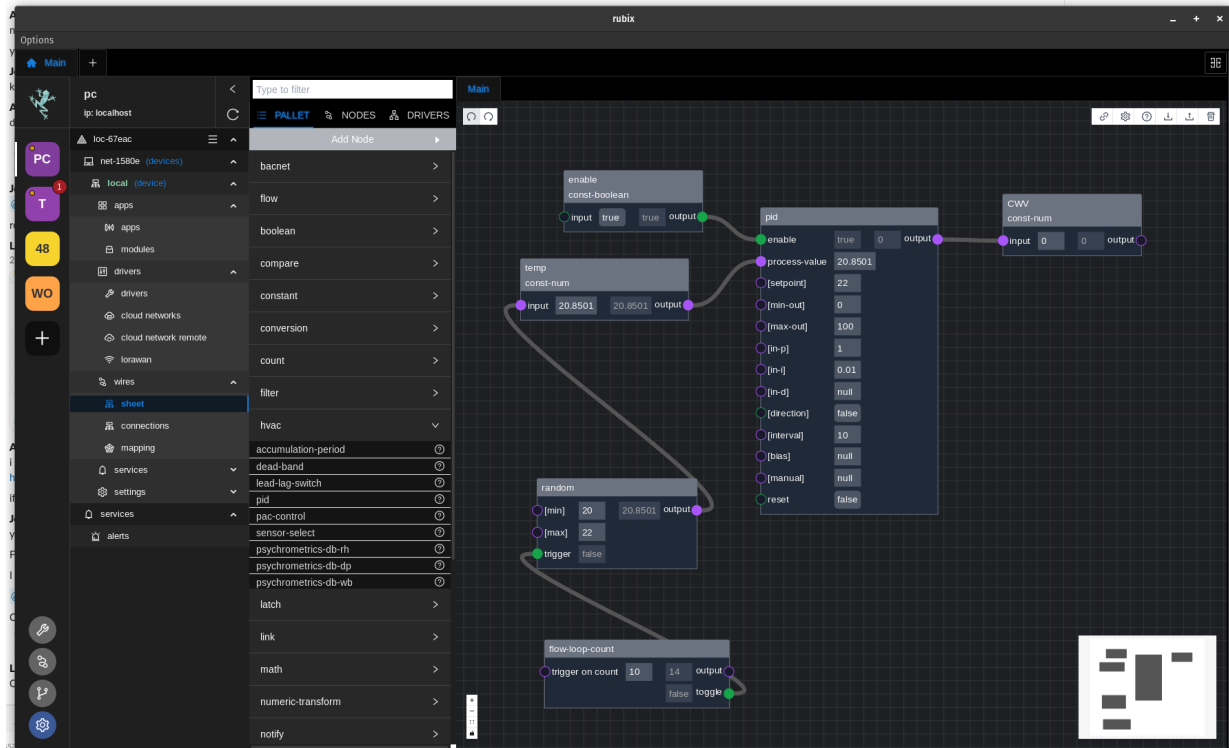 rubix
Options
Main
pc
ip: localhost
Type to filter
PALLET NODES DRIVERS
Add Node
Main
loc-67eac
net-1580e (devices)
local (device)
apps
apps
modules
drivers
drivers
cloud networks
cloud network remote
lorawan
wires
sheet
connections
mapping
services
settings
services
alerts
PC
1
T
48
WO
bacnet
flow
boolean
compare
constant
conversion
count
filter
hvac
accumulation-period
dead-band
lead-lag-switch
pid
pac-control
sensor-select
psychrometrics-db-rh
psychrometrics-db-dp
psychrometrics-db-wb
latch
link
math
numeric-transform
notify
enable
const-boolean
input true true output
temp
const-num
input 20.8501 20.8501 output
pid
enable true 0 output
process-value 20.8501
[setpoint] 22
[min-out] 0
[max-out] 100
[in-p] 1
[in-i] 0.01
[in-d] null
[direction] false
[interval] 10
[bias] null
[manual] null
reset false
CWV
const-num
input 0 0 output
random
[min] 20 20.8501 output
[max] 22
trigger false
flow-loop-count
trigger on count 10 14 output
false toggle